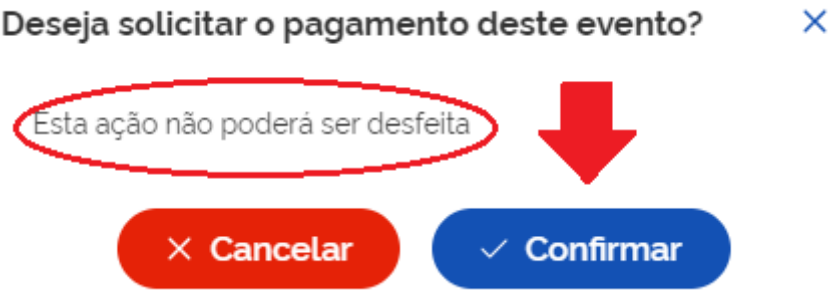 Deseja solicitar o pagamento deste evento?
Esta ação não poderá ser desfeita
Cancelar
Confirmar